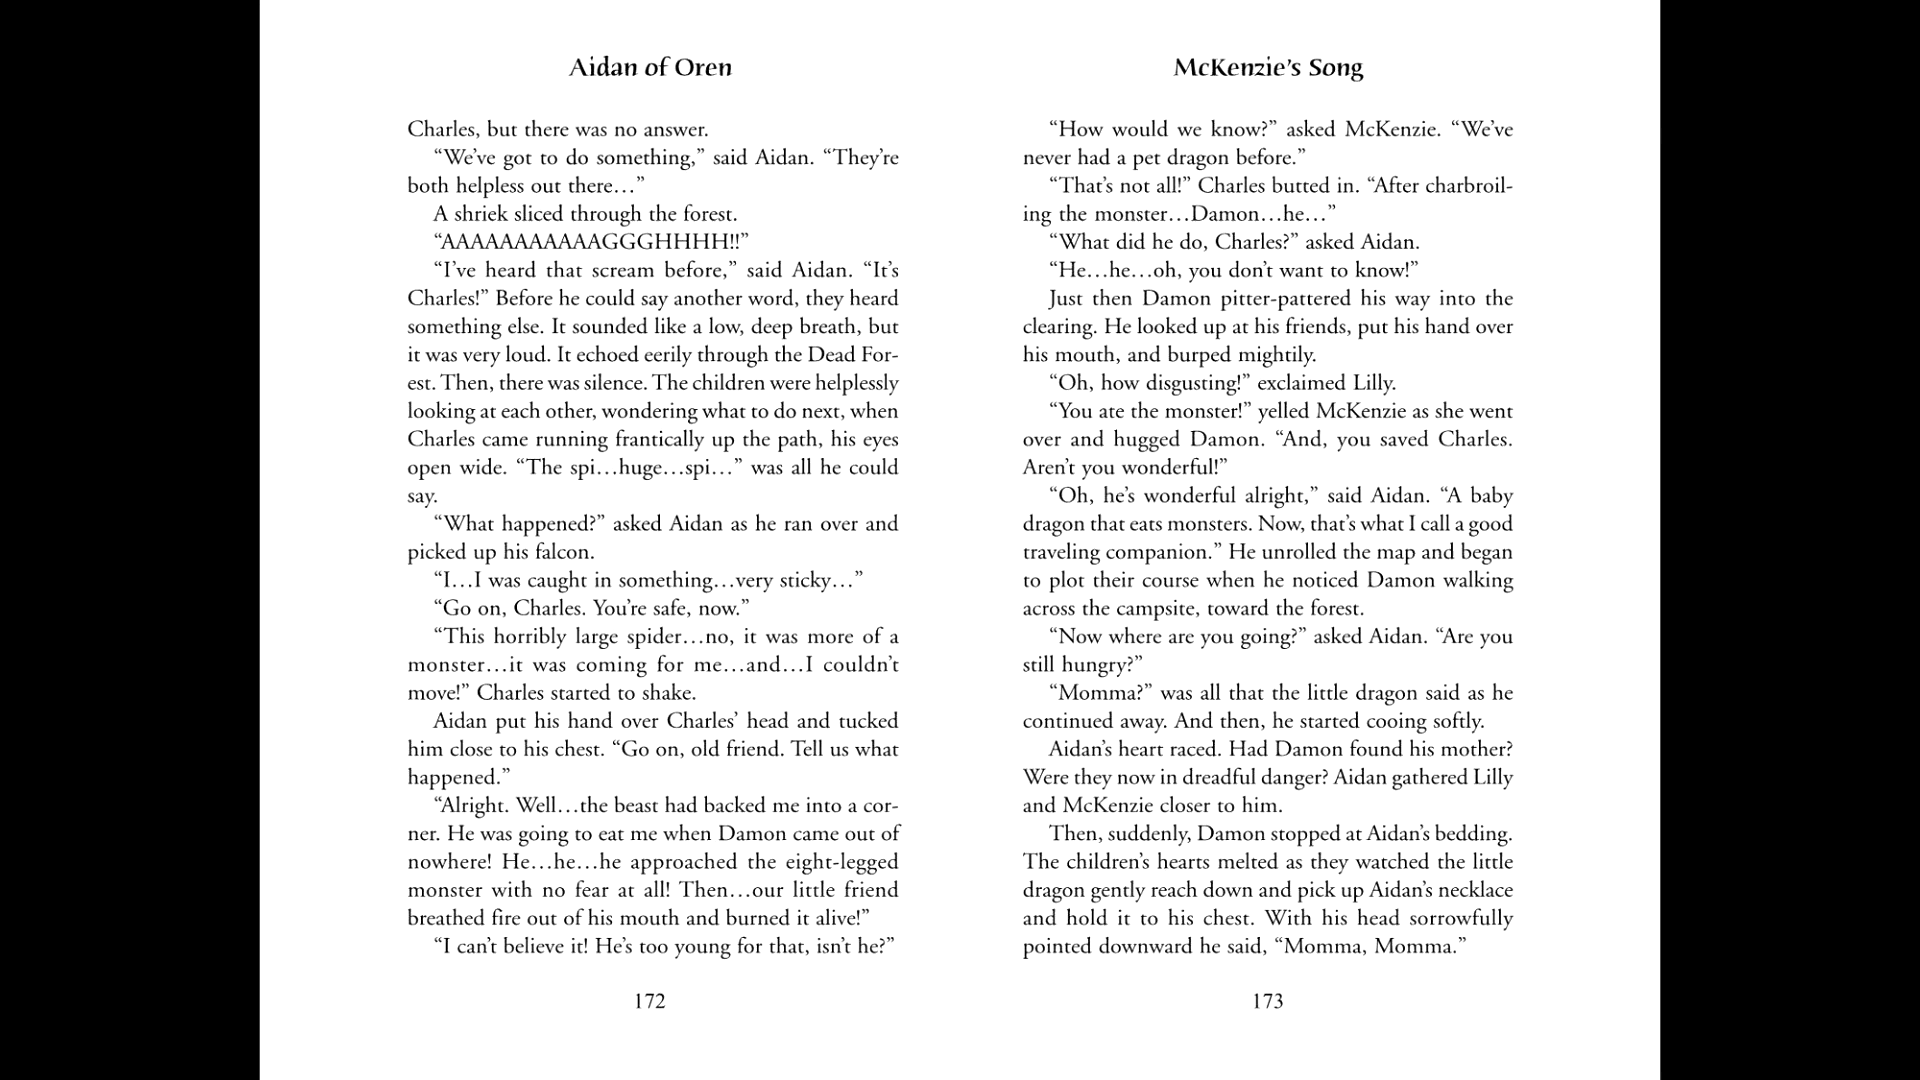 Aidan of Oren
Charles, but there was no answer.
“We’ve got to do something,” said Aidan. “They’re
both helpless out there…”
A shriek sliced through the forest.
“AAAAAAAAAAAGGGHHHH!!”
“I’ve heard that scream before,” said Aidan. “It’s
Charles!” Before he could say another word, they heard
something else. It sounded like a low, deep breath, but
it was very loud. It echoed eerily through the Dead For-
est. Then, there was silence. The children were helplessly
looking at each other, wondering what to do next, when
Charles came running frantically up the path, his eyes
open wide. “The spi…huge…spi…” was all he could
say.
“What happened?” asked Aidan as he ran over and
picked up his falcon.
“I…I was caught in something…very sticky…”
“Go on, Charles. You’re safe, now.”
“This horribly large spider…no, it was more of a
monster…it was coming for me…and…I couldn’t
move!” Charles started to shake.
Aidan put his hand over Charles’ head and tucked
him close to his chest. “Go on, old friend. Tell us what
happened.”
“Alright. Well…the beast had backed me into a cor-
ner. He was going to eat me when Damon came out of
nowhere! He…he…he approached the eight-legged
monster with no fear at all! Then…our little friend
breathed fire out of his mouth and burned it alive!”
“I can’t believe it! He’s too young for that, isn’t he?”
172
McKenzie’s Song
“How would we know?” asked McKenzie. “We’ve
never had a pet dragon before.”
“That’s not all!” Charles butted in. “After charbroil-
ing the monster…Damon…he…”
“What did he do, Charles?” asked Aidan.
“He…he…oh, you don’t want to know!”
Just then Damon pitter-pattered his way into the
clearing. He looked up at his friends, put his hand over
his mouth, and burped mightily.
“Oh, how disgusting!” exclaimed Lilly.
“You ate the monster!” yelled McKenzie as she went
over and hugged Damon. “And, you saved Charles.
Aren’t you wonderful!”
“Oh, he’s wonderful alright,” said Aidan. “A baby
dragon that eats monsters. Now, that’s what I call a good
traveling companion.” He unrolled the map and began
to plot their course when he noticed Damon walking
across the campsite, toward the forest.
“Now where are you going?” asked Aidan. “Are you
still hungry?”
“Momma?” was all that the little dragon said as he
continued away. And then, he started cooing softly.
Aidan’s heart raced. Had Damon found his mother?
Were they now in dreadful danger? Aidan gathered Lilly
and McKenzie closer to him.
Then, suddenly, Damon stopped at Aidan’s bedding.
The children’s hearts melted as they watched the little
dragon gently reach down and pick up Aidan’s necklace
and hold it to his chest. With his head sorrowfully
pointed downward he said, “Momma, Momma.”
173